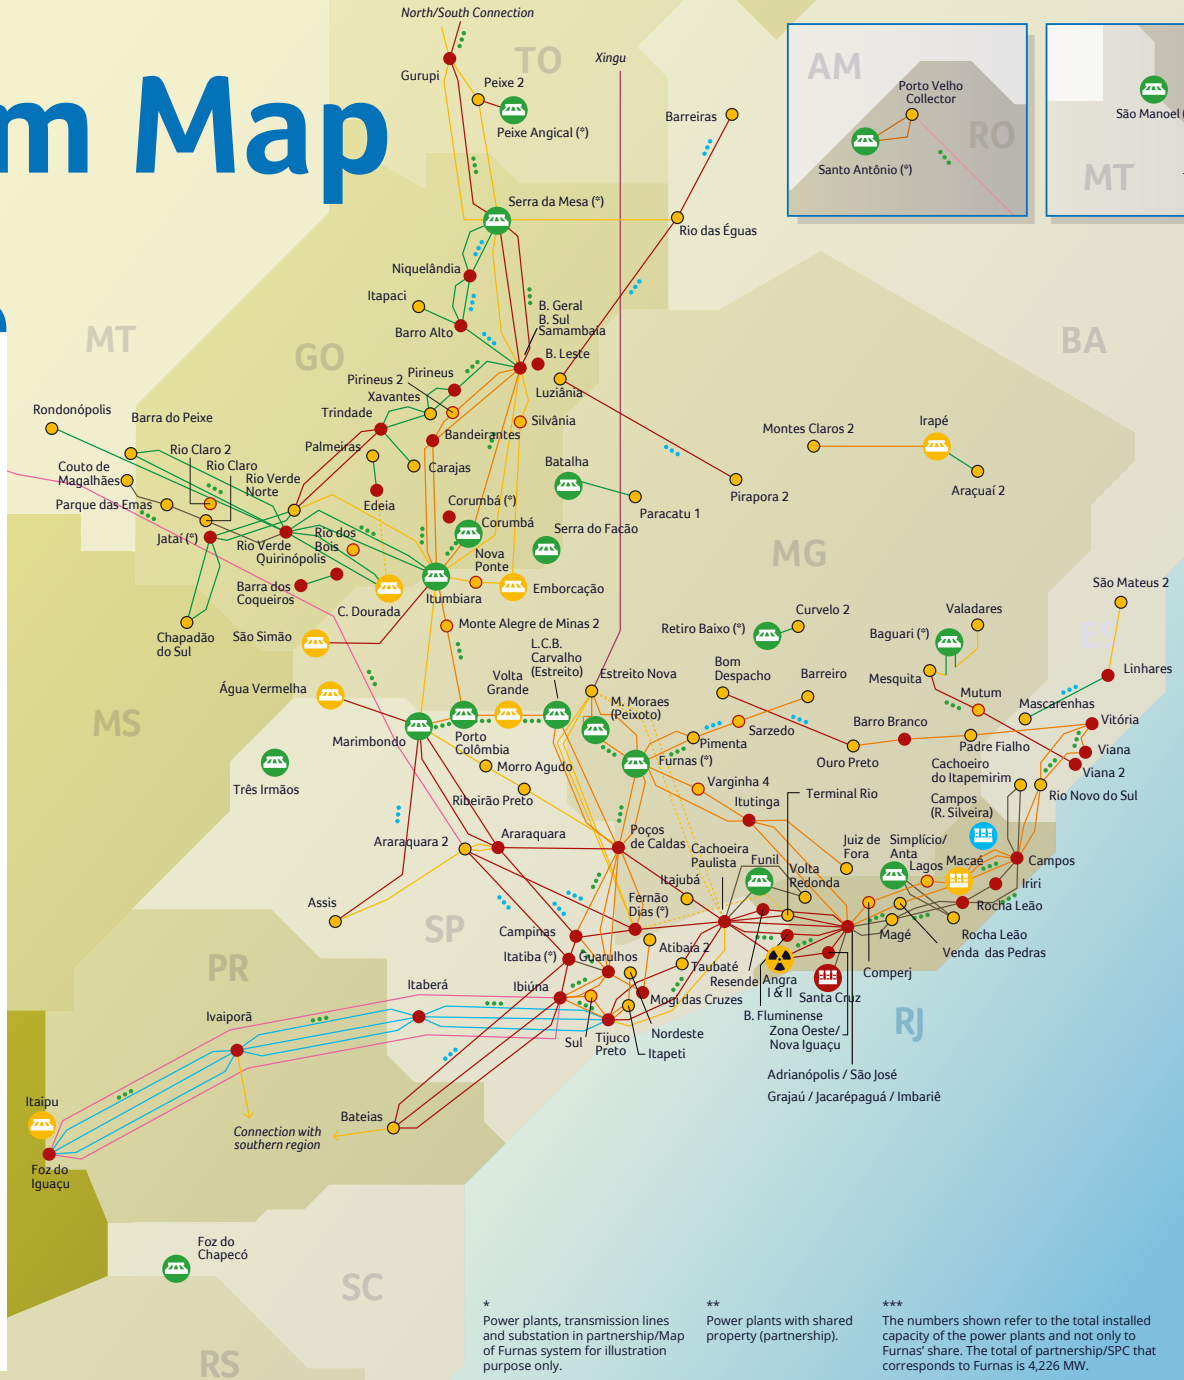 North/South Connection
TO
Xingu
m Map
Gurupi
Peixe 2
Peixe Angical (*)
Barreiras
AM
Porto Velho
Collector
RO
Santo Antônio (*)
São Manoel (
MT
Serra da Mesa (*)
Rio das Éguas
Niquelândia
Itapaci
Barro Alto
B. Geral
B. Sul
Samambaia
B. Leste
Luziânia
MT
GO
BA
Pirineus 2
Pirineus
Xavantes
Trindade
Bandeirantes
Silvânia
Rondonópolis
Barra do Peixe
Rio Claro 2
Rio Claro
Rio Verde
Norte
Palmeiras
Carajas
Couto de
Magalhães
Parque das Emas
Edeia
Jataí (*)
Rio Verde
Quirinópolis
Rio dos
Bois
Corumbá (*)
Corumbá
Batalha
Paracatu 1
Serra do Facão
Pirapora 2
Montes Claros 2
Irapé
Araçuaí 2
MG
Nova
Ponte
Emborcação
Itumbiara
C. Dourada
Barra dos
Coqueiros
Chapadão
do Sul
São Simão
Monte Alegre de Minas 2
L.C.B.
Carvalho
(Estreito)
Retiro Baixo (*)
Curvelo 2
Baguari (*)
Valadares
São Mateus 2
ES
Linhares
Água Vermelha
Volta
Grande
Estreito Nova
M. Moraes
(Peixoto)
Bom
Despacho
Barreiro
Mesquita
Mutum
Mascarenhas
MS
Marimbondo
Porto
Colômbia
Morro Agudo
Ribeirão Preto
Furnas (*)
Pimenta
Sarzedo
Ouro Preto
Barro Branco
Padre Fialho
Vitória
Viana
Viana 2
Três Irmãos
Varginha 4
Itutinga
Terminal Rio
Cachoeiro
do Itapemirim
Rio Novo do Sul
Campos
(R. Silveira)
Araraquara 2
Araraquara
Poços
de Caldas
Cachoeira
Paulista
Funil
Volta
Redonda
Juiz de
Fora
Simplício/
Anta
Lagos
Macaé
Campos
Iriri
Rocha Leão
Assis
SP
Itajubá
Fernão
Dias (*)
Campinas
Atibaia 2
Magé
Rocha Leão
Venda das Pedras
PR
Itatiba (*)
Guarulhos
Taubaté
Resende
Angra
I & II
Santa Cruz
Comperj
Itaberá
Ibiúna
Mogi das Cruzes
B. Fluminense
Zona Oeste/
Nova Iguaçu
RJ
Ivaiporã
Sul
Tijuco
Preto
Nordeste
Itapeti
Adrianópolis / São José
Grajaú / Jacarépaguá / Imbariê
Itaipu
Foz do
Iguaçu
Bateias
Connection with
southern region
Foz do
Chapecó
SC
RS
*
Power plants, transmission lines
and substation in partnership/Map
of Furnas system for illustration
purpose only.
**
Power plants with shared
property (partnership).
***
The numbers shown refer to the total installed
capacity of the power plants and not only to
Furnas’ share. The total of partnership/SPC that
corresponds to Furnas is 4,226 MW.